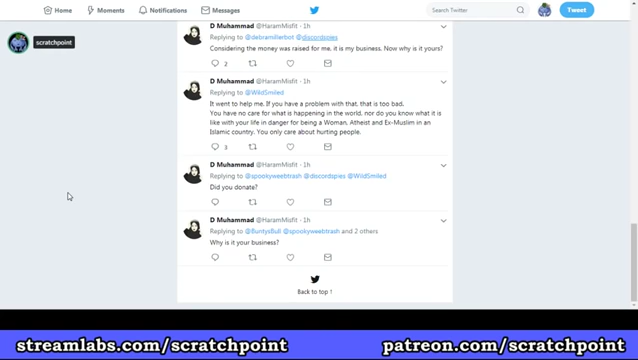 Home Moments Notifications Messages Search Twitter Tweet
scratchpoint
D Muhammad @HaramMisfit · 1h
Replying to @debramillerbot @discordspies
Considering the money was raised for me, it is my business. Now why is it yours?
2
D Muhammad @HaramMisfit · 1h
Replying to @WildSmiled
It went to help me. If you have a problem with that, that is too bad.
You have no care for what is happening in the world, nor do you know what it is
like with your life in danger for being a Woman, Atheist and Ex-Muslim in an
Islamic country. You only care about hurting people.
3
D Muhammad @HaramMisfit · 1h
Replying to @spookyweebtrash @discordspies @WildSmiled
Did you donate?
D Muhammad @HaramMisfit · 1h
Replying to @BuntysBull @spookyweebtrash and 2 others
Why is it your business?
Back to top ↑
streamlabs.com/scratchpoint patreon.com/scratchpoint